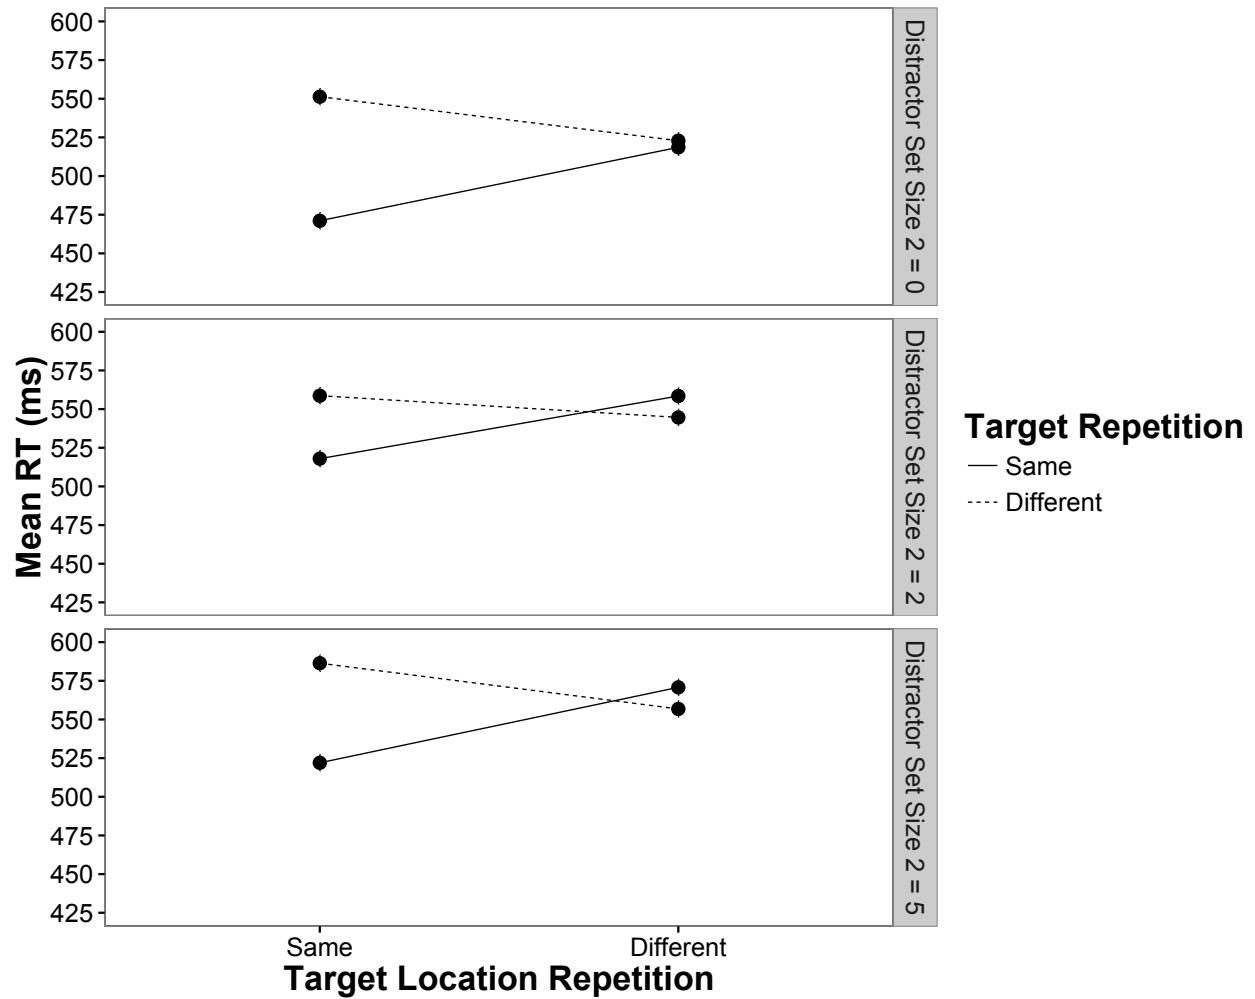 600
575
550
525
500
475
450
425
Distractor Set Size 2 = 0
600
575
550
525
500
475
450
425
Distractor Set Size 2 = 2
600
575
550
525
500
475
450
425
Distractor Set Size 2 = 5
Mean RT (ms)
Same
Different
Target Location Repetition
Target Repetition
Same
Different